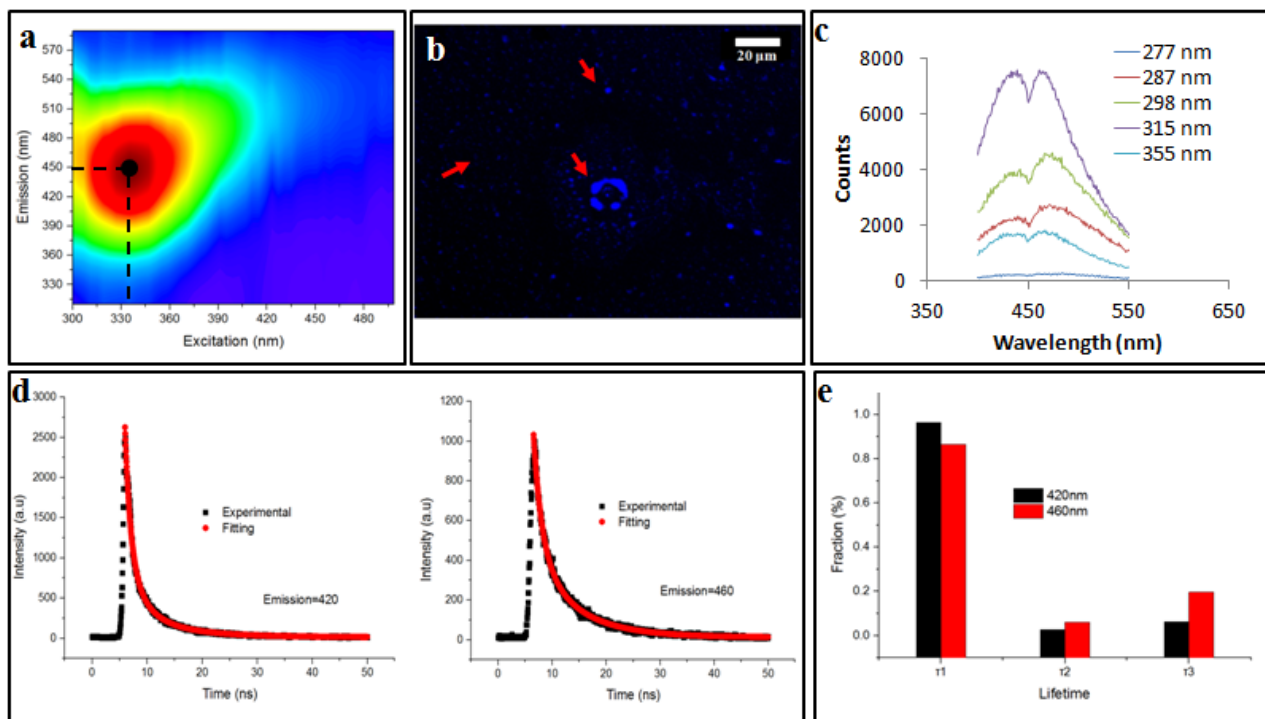 a
570
540
510
480
450
420
390
360
330
Emission (nm)
300 330 360 390 420 450 480
Excitation (nm)
b
20 µm
c
8000
6000
4000
2000
0
Counts
350 450 550 650
Wavelength (nm)
277 nm
287 nm
298 nm
315 nm
355 nm
d
3000
2500
2000
1500
1000
500
0
Intensity (a.u)
Experimental
Fitting
Emission=420
0 10 20 30 40 50
Time (ns)
1200
1000
800
600
400
200
0
Intensity (a.u)
Experimental
Fitting
Emission=460
0 10 20 30 40 50
Time (ns)
e
1.0
0.8
0.6
0.4
0.2
0.0
Fraction (%)
420nm
460nm
τ1 τ2 τ3
Lifetime